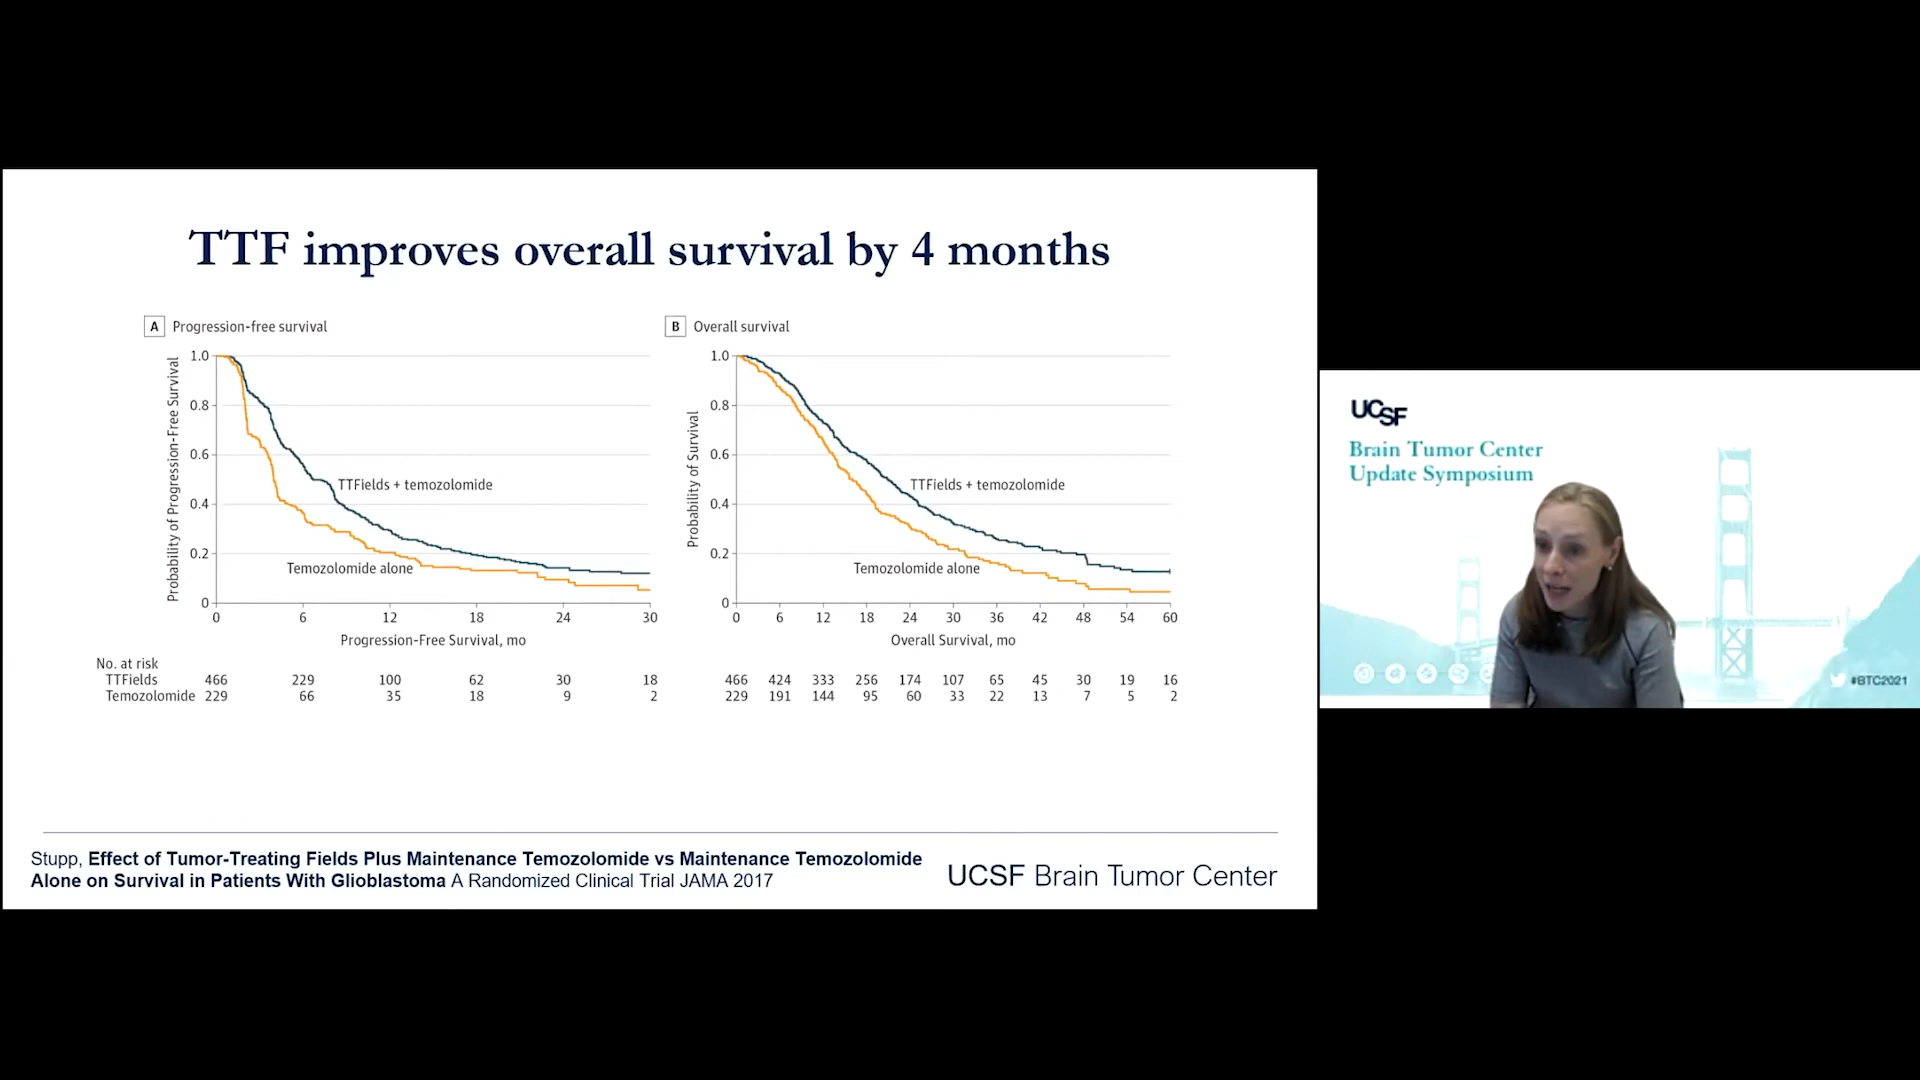 TTF improves overall survival by 4 months
A Progression-free survival
Probability of Progression-Free Survival
1.0
0.8
0.6
0.4
0.2
0
TTFields + temozolomide
Temozolomide alone
0 6 12 18 24 30
Progression-Free Survival, mo
B Overall survival
Probability of Survival
1.0
0.8
0.6
0.4
0.2
0
TTFields + temozolomide
Temozolomide alone
0 6 12 18 24 30 36 42 48 54 60
Overall Survival, mo
No. at risk
TTFields 466 229 100 62 30 18 466 424 333 256 174 107 65 45 30 19 16
Temozolomide 229 66 35 18 9 2 229 191 144 95 60 33 22 13 7 5 2
Stupp, Effect of Tumor-Treating Fields Plus Maintenance Temozolomide vs Maintenance Temozolomide
Alone on Survival in Patients With Glioblastoma A Randomized Clinical Trial JAMA 2017
UCSF Brain Tumor Center
UCSF
Brain Tumor Center
Update Symposium
#BTC2021